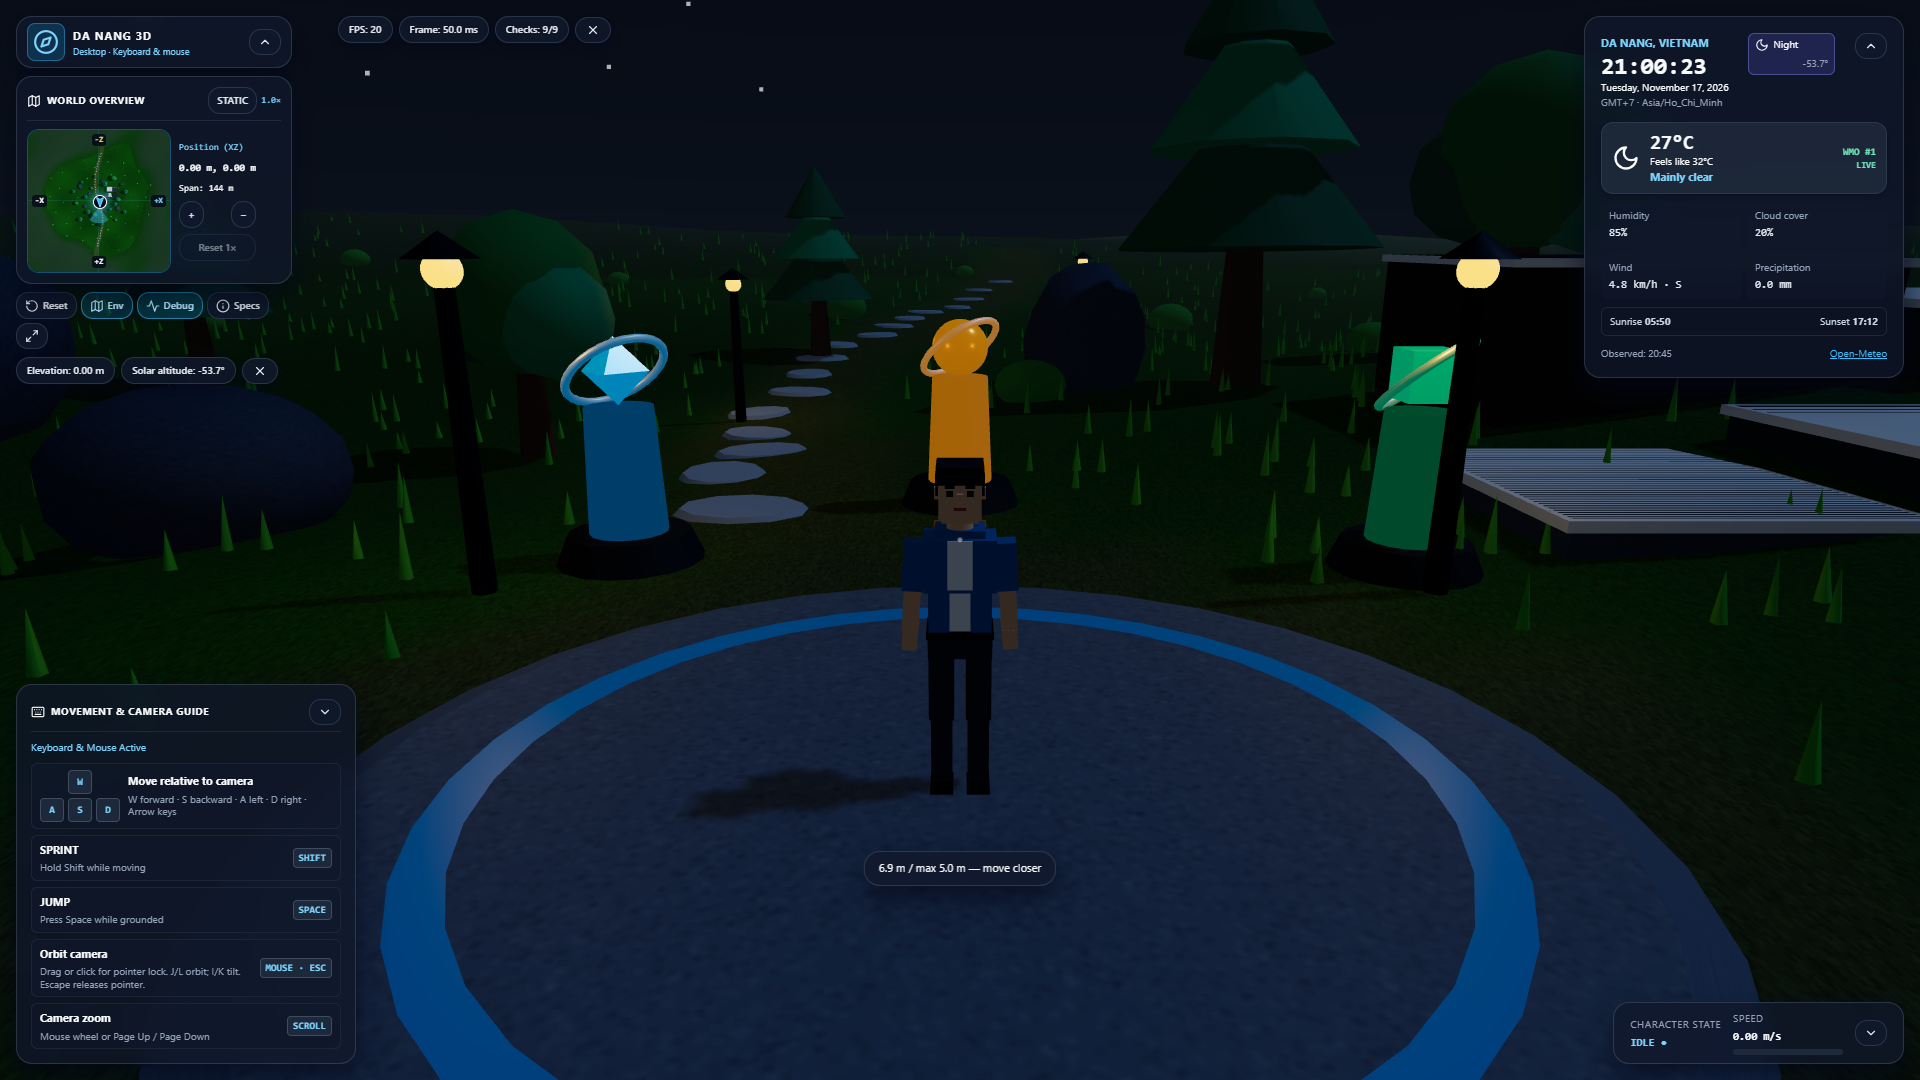 DA NANG 3D
Desktop · Keyboard & mouse
FPS: 20
Frame: 50.0 ms
Checks: 9/9
WORLD OVERVIEW
STATIC
1.0×
-Z
-X
+X
+Z
Position (XZ)
0.00 m, 0.00 m
Span: 144 m
+
−
Reset 1×
Reset
Env
Debug
Specs
Elevation: 0.00 m
Solar altitude: -53.7°
DA NANG, VIETNAM
21:00:23
Tuesday, November 17, 2026
GMT+7 · Asia/Ho_Chi_Minh
Night
-53.7°
27°C
Feels like 32°C
Mainly clear
WMO #1
LIVE
Humidity
85%
Cloud cover
20%
Wind
4.8 km/h · S
Precipitation
0.0 mm
Sunrise 05:50
Sunset 17:12
Observed: 20:45
Open-Meteo
MOVEMENT & CAMERA GUIDE
Keyboard & Mouse Active
W
A
S
D
Move relative to camera
W forward · S backward · A left · D right ·
Arrow keys
SPRINT
Hold Shift while moving
SHIFT
JUMP
Press Space while grounded
SPACE
Orbit camera
Drag or click for pointer lock. J/L orbit; I/K tilt.
Escape releases pointer.
MOUSE · ESC
Camera zoom
Mouse wheel or Page Up / Page Down
SCROLL
6.9 m / max 5.0 m — move closer
CHARACTER STATE
IDLE
SPEED
0.00 m/s